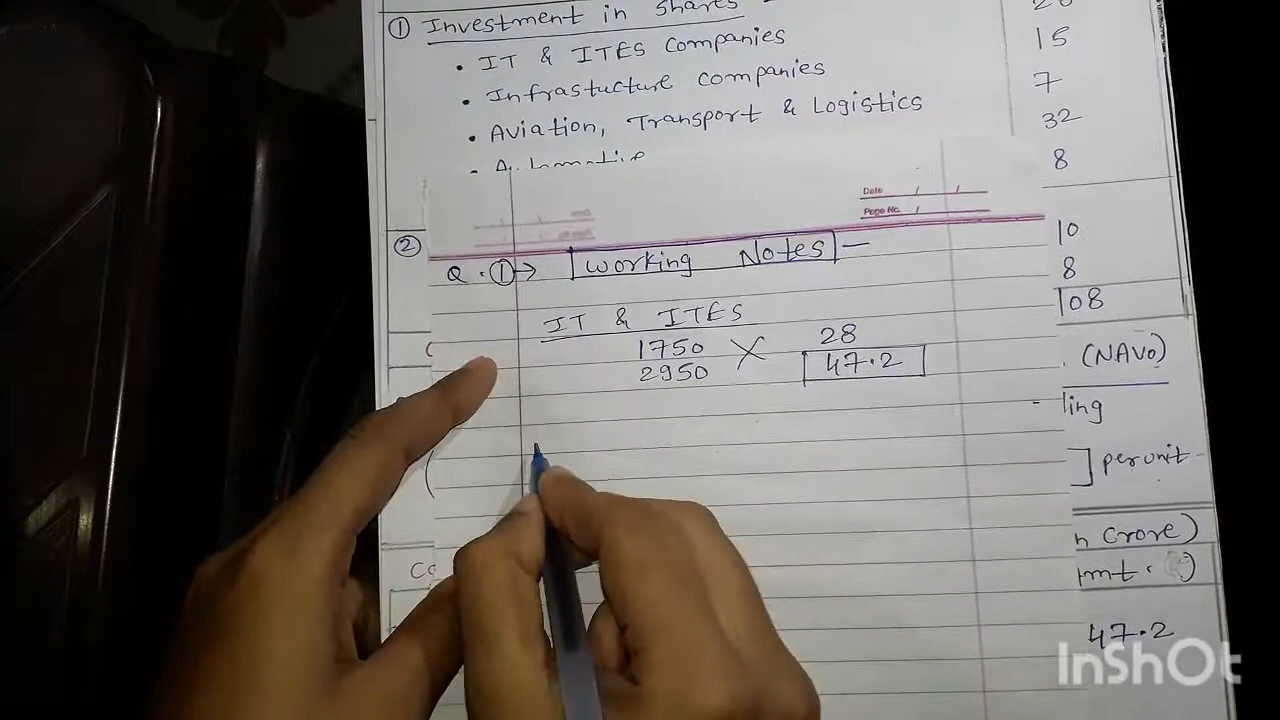 ① Investment in Shares -
• IT & ITES Companies 15
• Infrastucture companies 7
• Aviation, Transport & Logistics 32
8
Date / /
Page No. /
②
10
Q.①→ Working Notes —
8
IT & ITES
108
1750 × 28
2950 47.2
. (NAV₀)
ling
] per unit
n Crore)
Amt.
47.2
InShOt